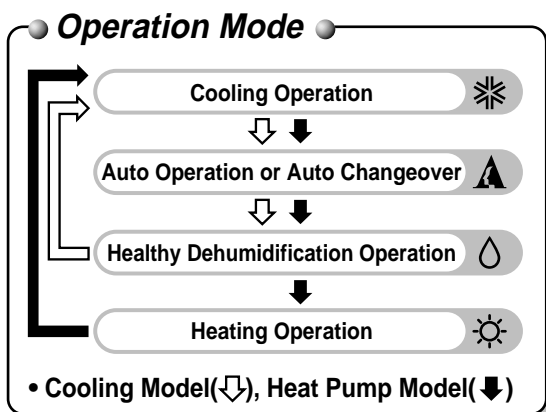 Operation Mode
Cooling Operation
Auto Operation or Auto Changeover
Healthy Dehumidification Operation
Heating Operation
• Cooling Model(⇩), Heat Pump Model(⬇)